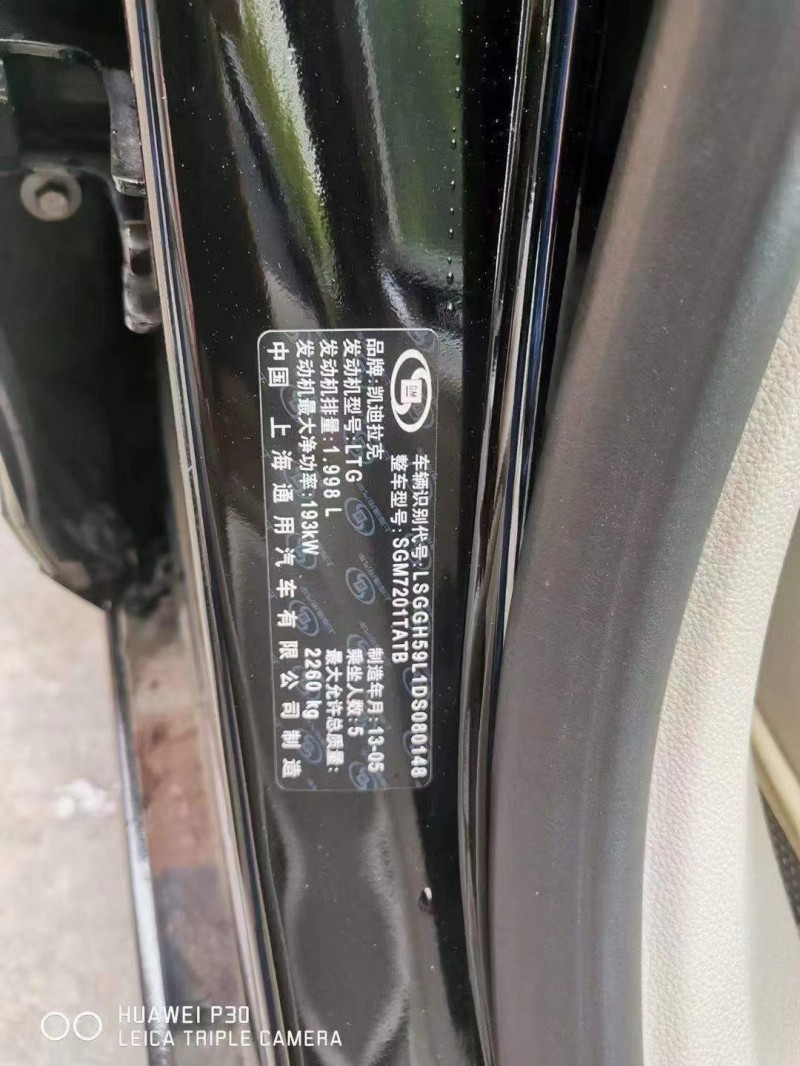 GM
车辆识别代号:LSGGH59L1DS080148
整车型号:SGM7201TATB
品牌:凯迪拉克
制造年月:13-05
发动机型号:LTG
乘坐人数:5
发动机排量:1.998 L
最大允许总质量:
发动机最大净功率:193kW
2260 kg
中国 上海通用汽车有限公司制造
HUAWEI P30
LEICA TRIPLE CAMERA